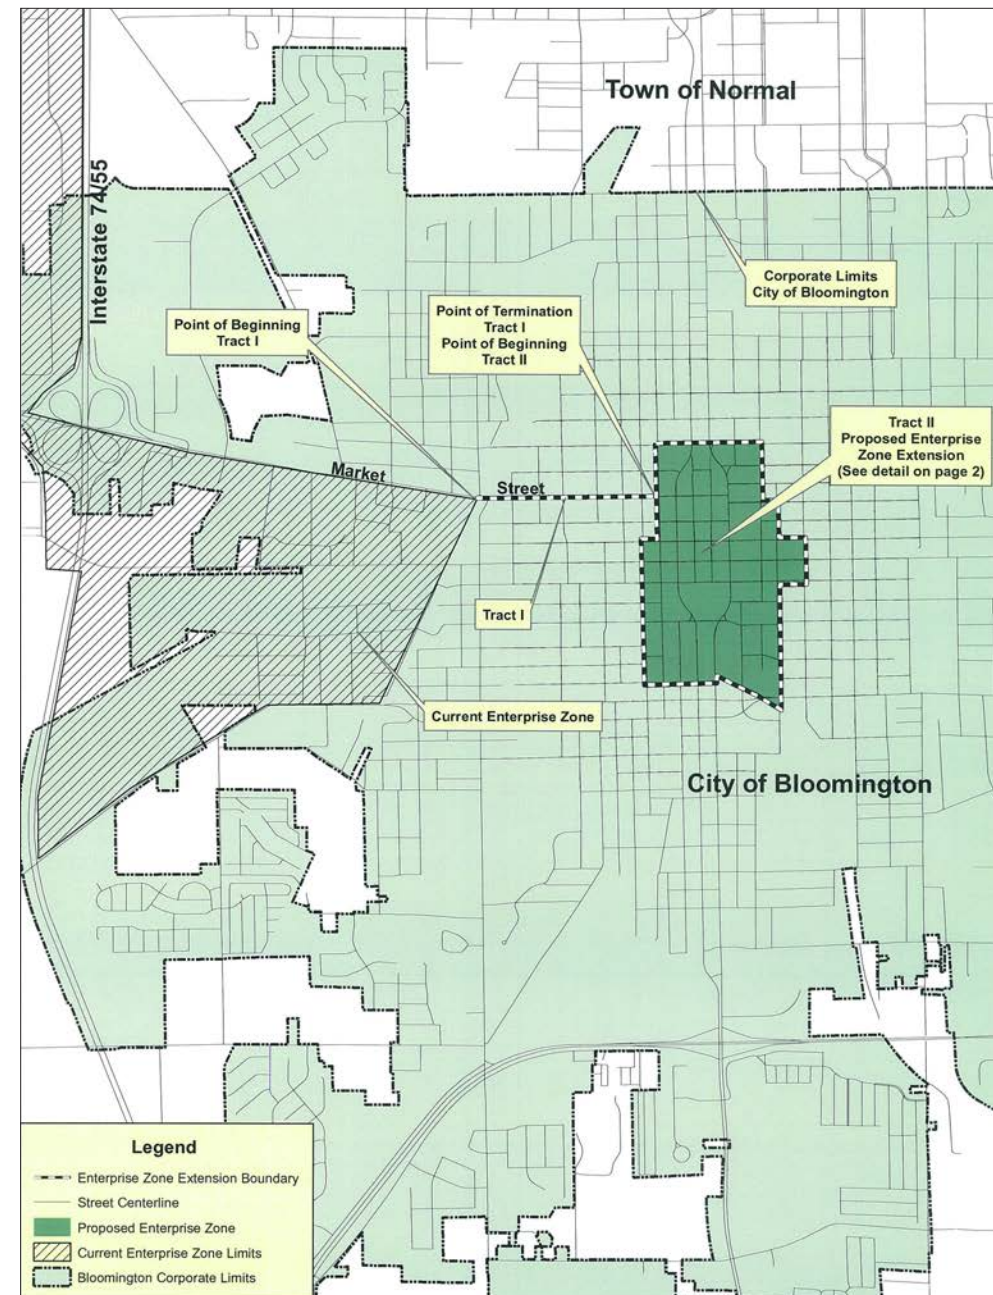 Town of Normal
Interstate 74/55
Corporate Limits
City of Bloomington
Point of Beginning
Tract I
Point of Termination
Tract I
Point of Beginning
Tract II
Tract II
Proposed Enterprise
Zone Extension
(See detail on page 2)
Market
Street
Tract I
Current Enterprise Zone
City of Bloomington
Legend
Enterprise Zone Extension Boundary
Street Centerline
Proposed Enterprise Zone
Current Enterprise Zone Limits
Bloomington Corporate Limits